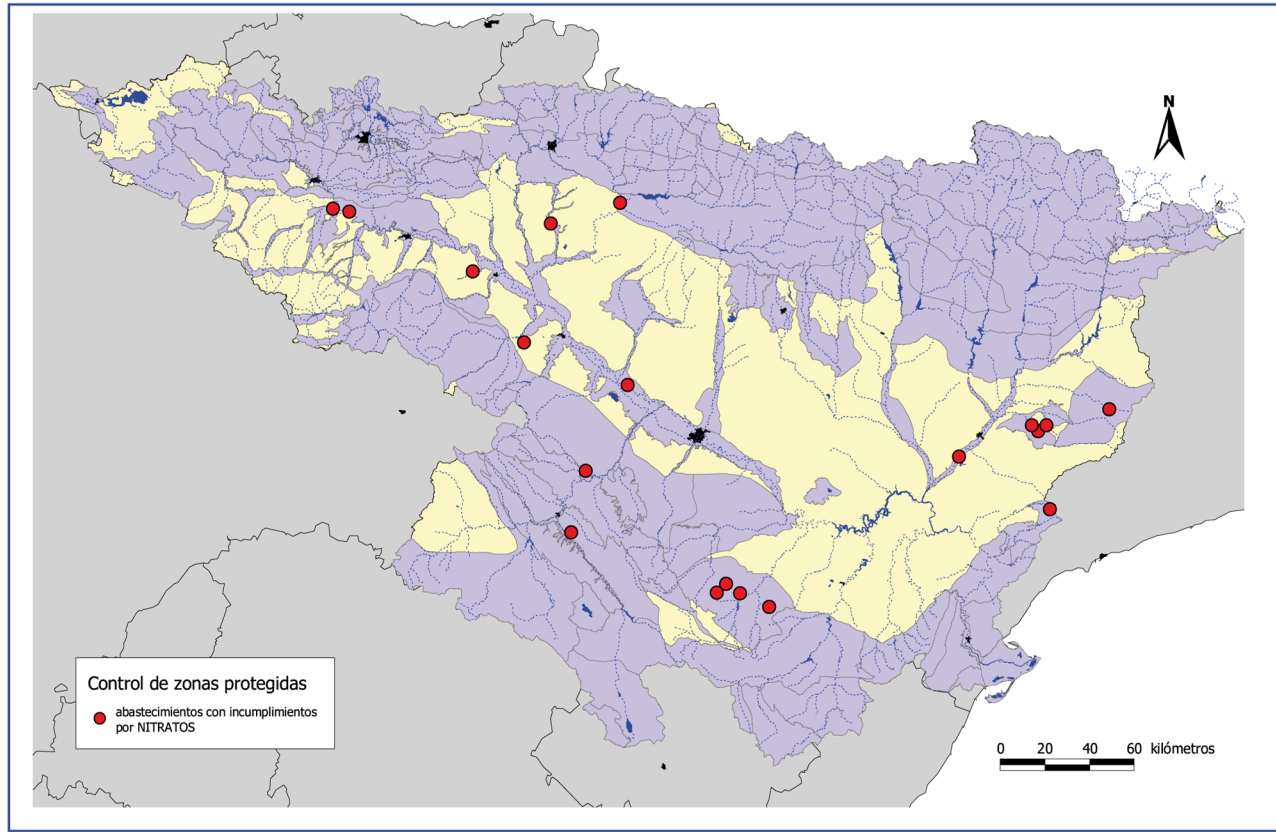 N
Control de zonas protegidas
abastecimientos con incumplimientos
por NITRATOS
0 20 40 60 kilómetros